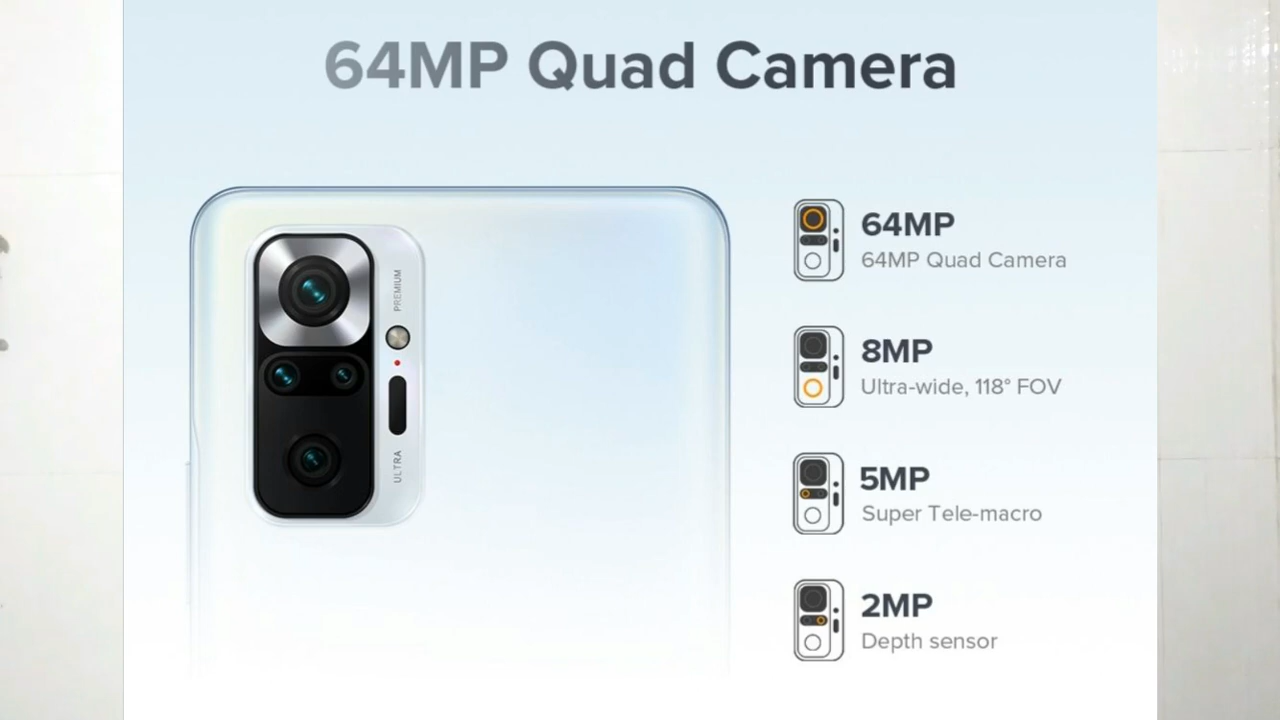 64MP Quad Camera
PREMIUM
ULTRA
64MP
64MP Quad Camera
8MP
Ultra-wide, 118° FOV
5MP
Super Tele-macro
2MP
Depth sensor